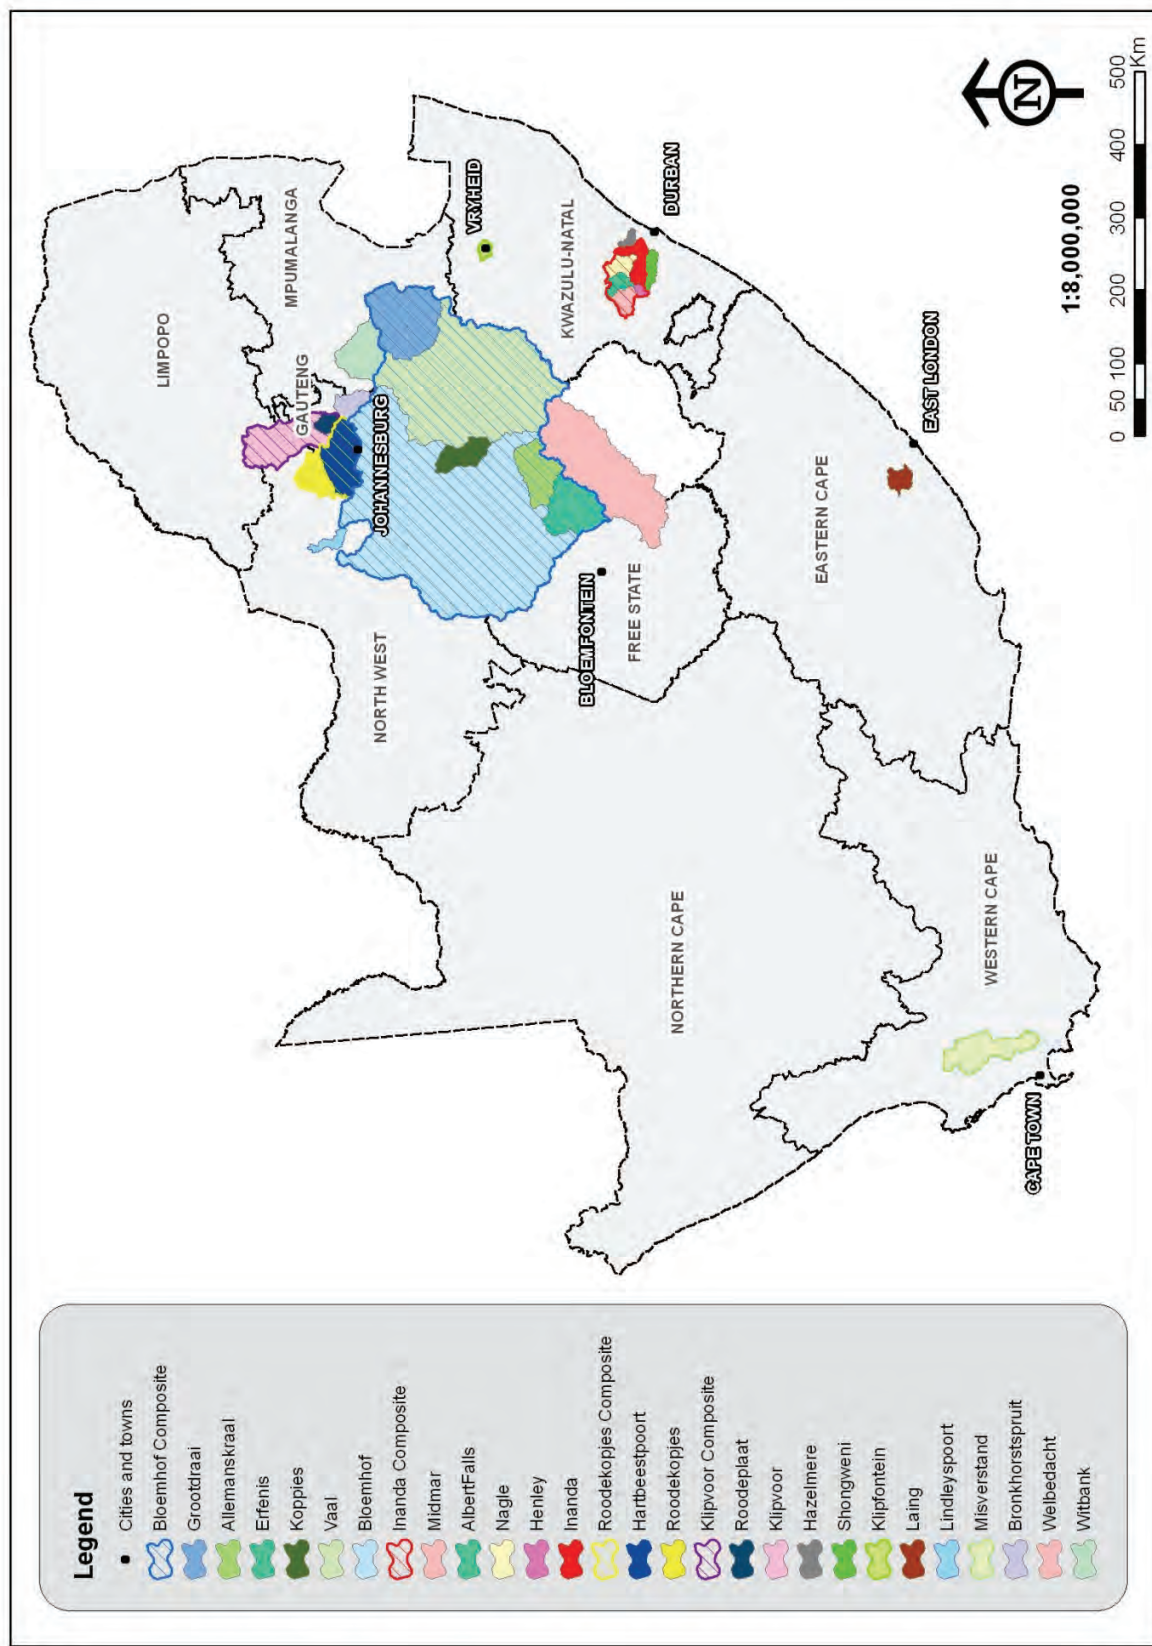 Legend
Cities and towns
Bloemhof Composite
Grootdraai
Allemanskraal
Erfenis
Koppies
Vaal
Bloemhof
Inanda Composite
Midmar
AlbertFalls
Nagle
Henley
Inanda
Roodekopjes Composite
Hartbeestpoort
Roodekopjes
Klipvoor Composite
Roodeplaat
Klipvoor
Hazelmere
Shongweni
Klipfontein
Laing
Lindleyspoort
Misverstand
Bronkhorstspruit
Welbedacht
Witbank
LIMPOPO
MPUMALANGA
GAUTENG
JOHANNESBURG
NORTH WEST
VRYHEID
KWAZULU-NATAL
DURBAN
BLOEMFONTEIN
FREE STATE
NORTHERN CAPE
EASTERN CAPE
EAST LONDON
WESTERN CAPE
CAPE TOWN
N
1:8,000,000
0 50 100 200 300 400 500
Km